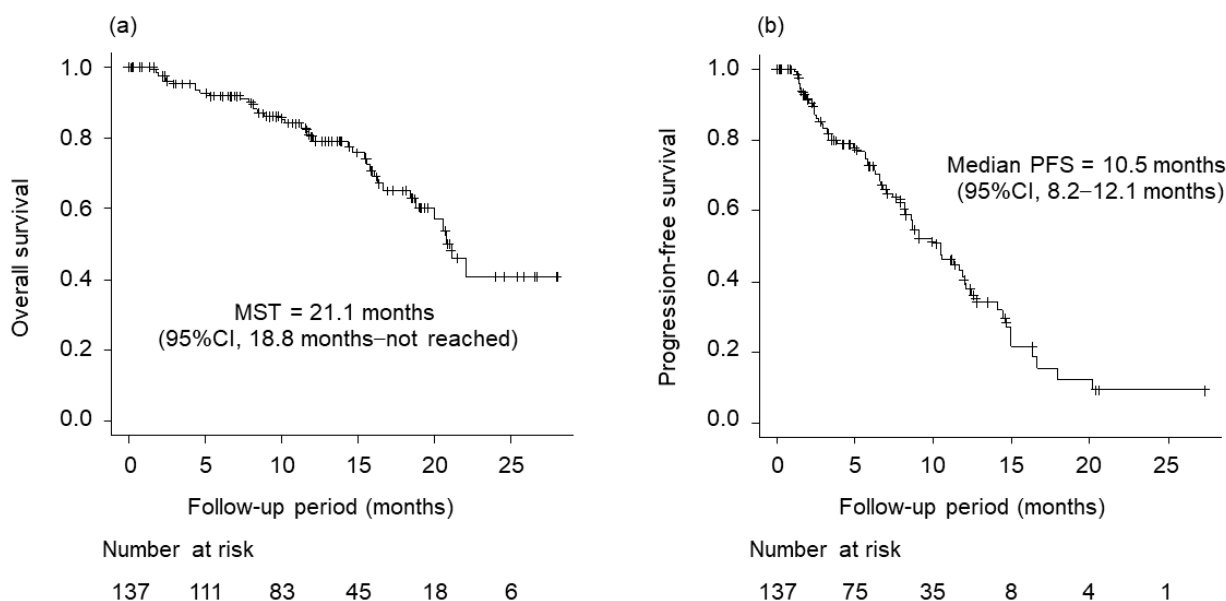 (a)
1.0
0.8
0.6
0.4
0.2
0.0
Overall survival
MST = 21.1 months
(95%CI, 18.8 months−not reached)
0 5 10 15 20 25
Follow-up period (months)
Number at risk
137 111 83 45 18 6
(b)
1.0
0.8
0.6
0.4
0.2
0.0
Progression-free survival
Median PFS = 10.5 months
(95%CI, 8.2−12.1 months)
0 5 10 15 20 25
Follow-up period (months)
Number at risk
137 75 35 8 4 1